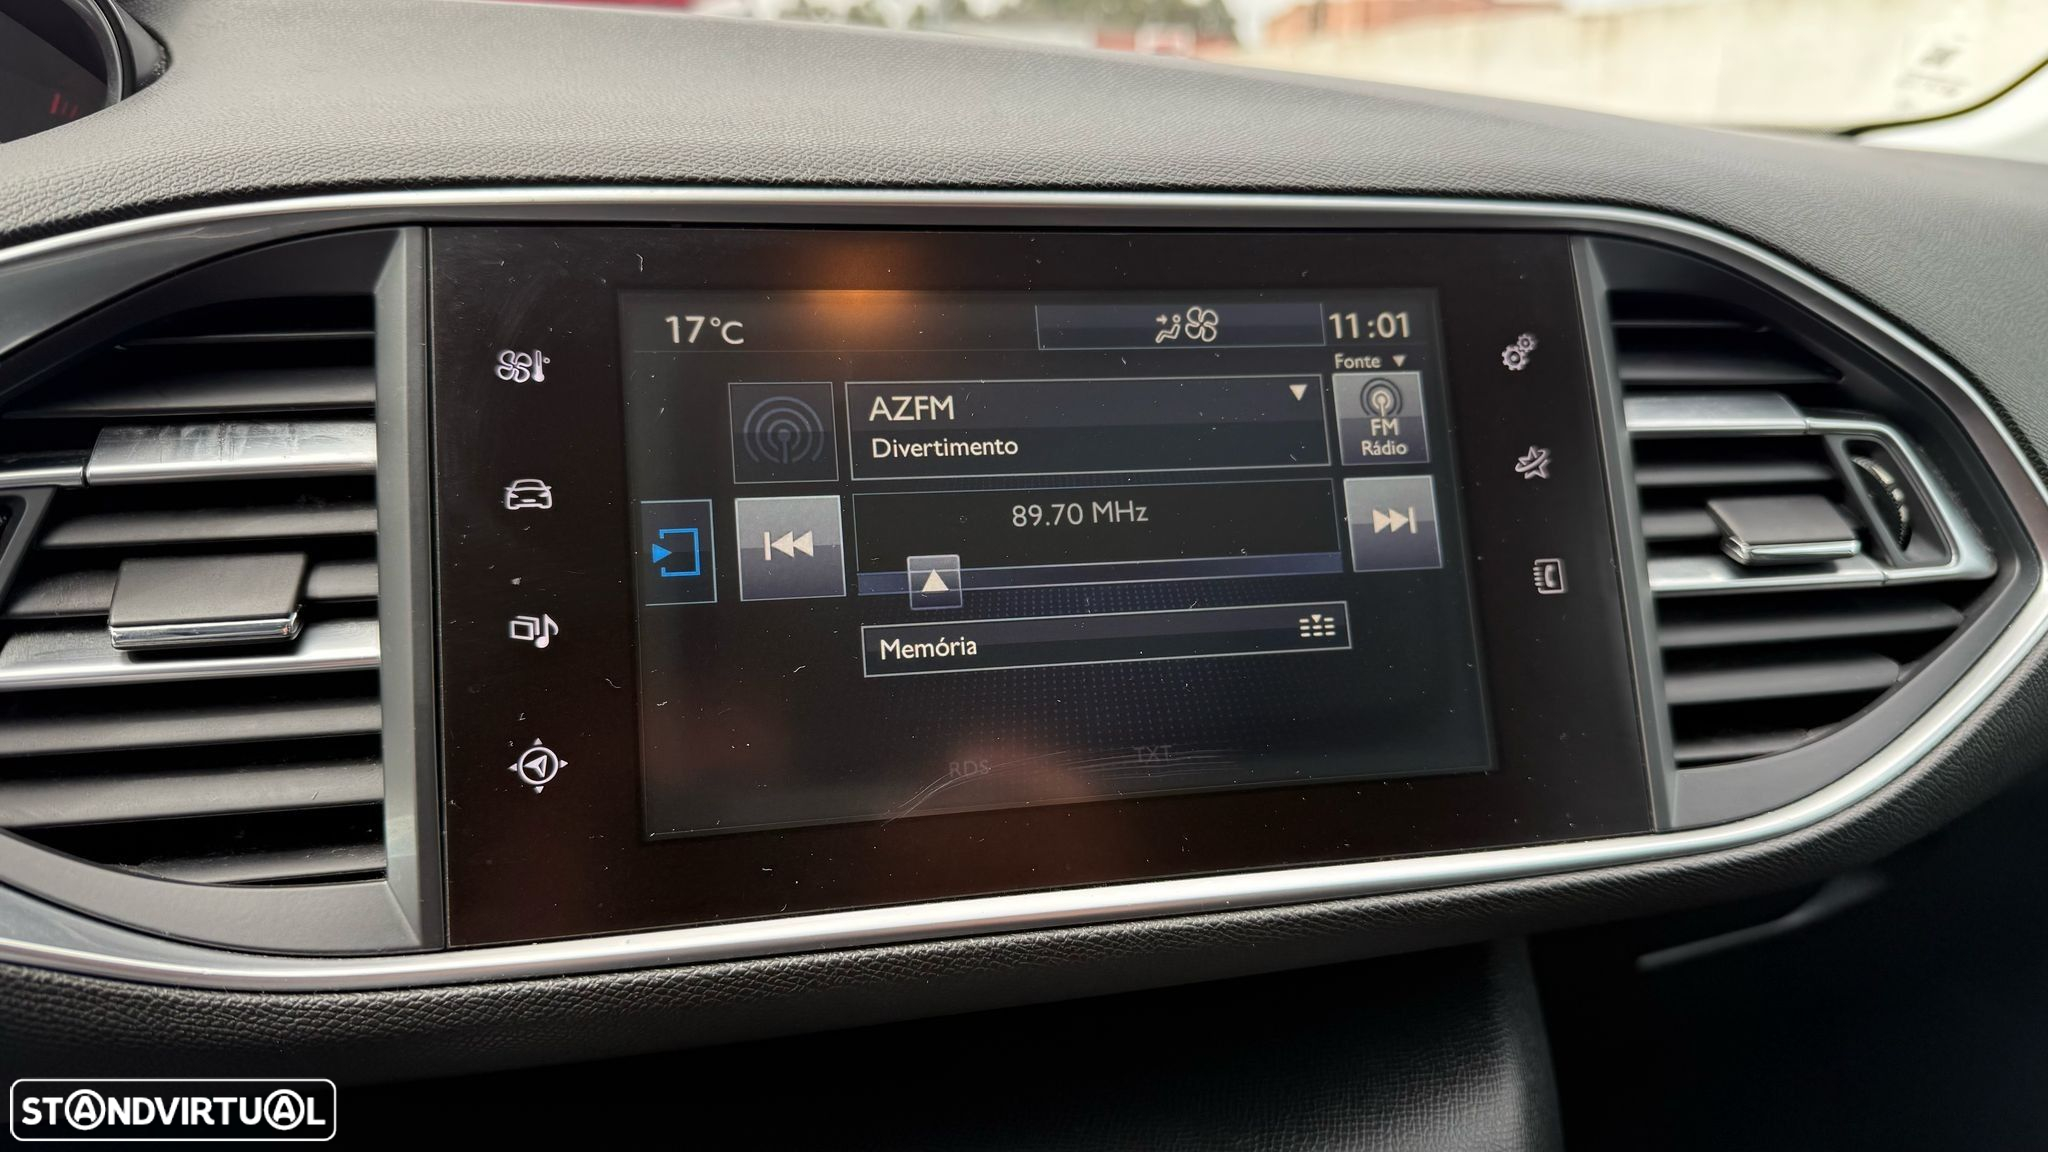 17°C
11:01
Fonte
AZFM
Divertimento
FM
Rádio
89.70 MHz
Memória
RDS
TXT
STANDVIRTUAL